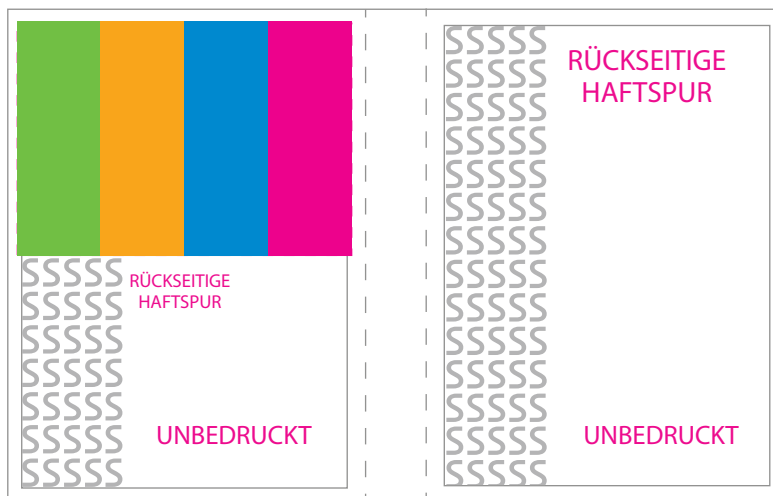 RÜCKSEITIGE
HAFTSPUR
UNBEDRUCKT
RÜCKSEITIGE
HAFTSPUR
UNBEDRUCKT